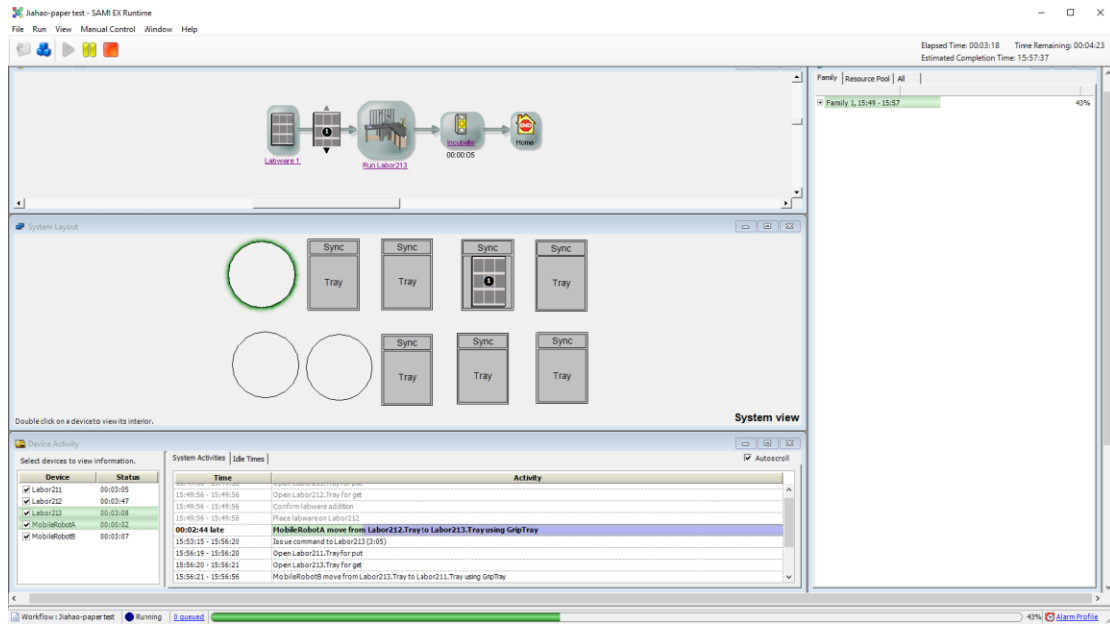 Jiahao-paper test - SAMI EX Runtime
File Run View Manual Control Window Help
Elapsed Time: 00:03:18 Time Remaining: 00:04:23
Estimated Completion Time: 15:57:37
Family Resource Pool All
Family 1, 15:49 - 15:57 43%
1
END
Labware 1
Run Labor213
Incubate
Home
00:00:05
System Layout
Sync Sync Sync Sync
Tray Tray 1 Tray
Sync Sync Sync
Tray Tray Tray
Double click on a device to view its interior.
System view
Device Activity
Select devices to view information.
System Activities Idle Times
Autoscroll
Device Status
Labor211 00:03:05
Labor212 00:03:47
Labor213 00:03:08
MobileRobotA 00:00:02
MobileRobotB 00:03:07
Time Activity
15:49:56 - 15:49:56 Open Labor212.Tray for get
15:49:56 - 15:49:56 Confirm labware addition
15:49:56 - 15:49:56 Place labware on Labor212
00:02:44 late MobileRobotA move from Labor212.Tray to Labor213.Tray using GripTray
15:53:15 - 15:56:20 Issue command to Labor213 (3:05)
15:56:19 - 15:56:20 Open Labor211.Tray for put
15:56:20 - 15:56:21 Open Labor213.Tray for get
15:56:21 - 15:56:56 MobileRobotB move from Labor213.Tray to Labor211.Tray using GripTray
Workflow : Jiahao-paper test Running 0 queued 43% Alarm Profile